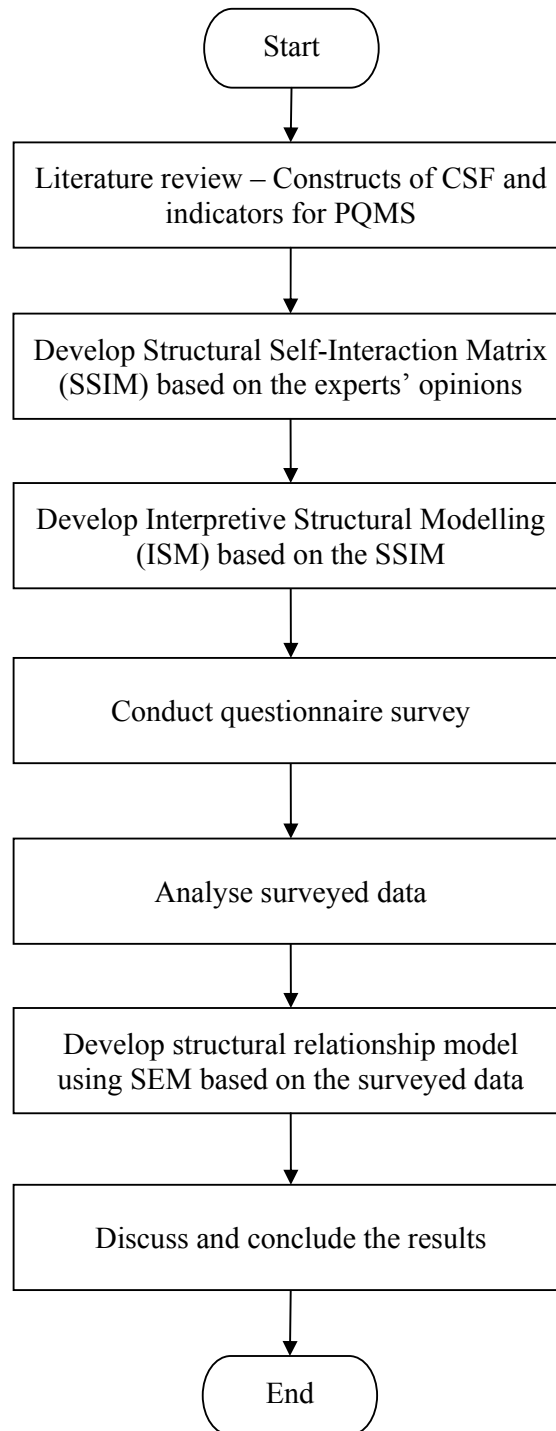 Start
Literature review – Constructs of CSF and
indicators for PQMS
Develop Structural Self-Interaction Matrix
(SSIM) based on the experts’ opinions
Develop Interpretive Structural Modelling
(ISM) based on the SSIM
Conduct questionnaire survey
Analyse surveyed data
Develop structural relationship model
using SEM based on the surveyed data
Discuss and conclude the results
End